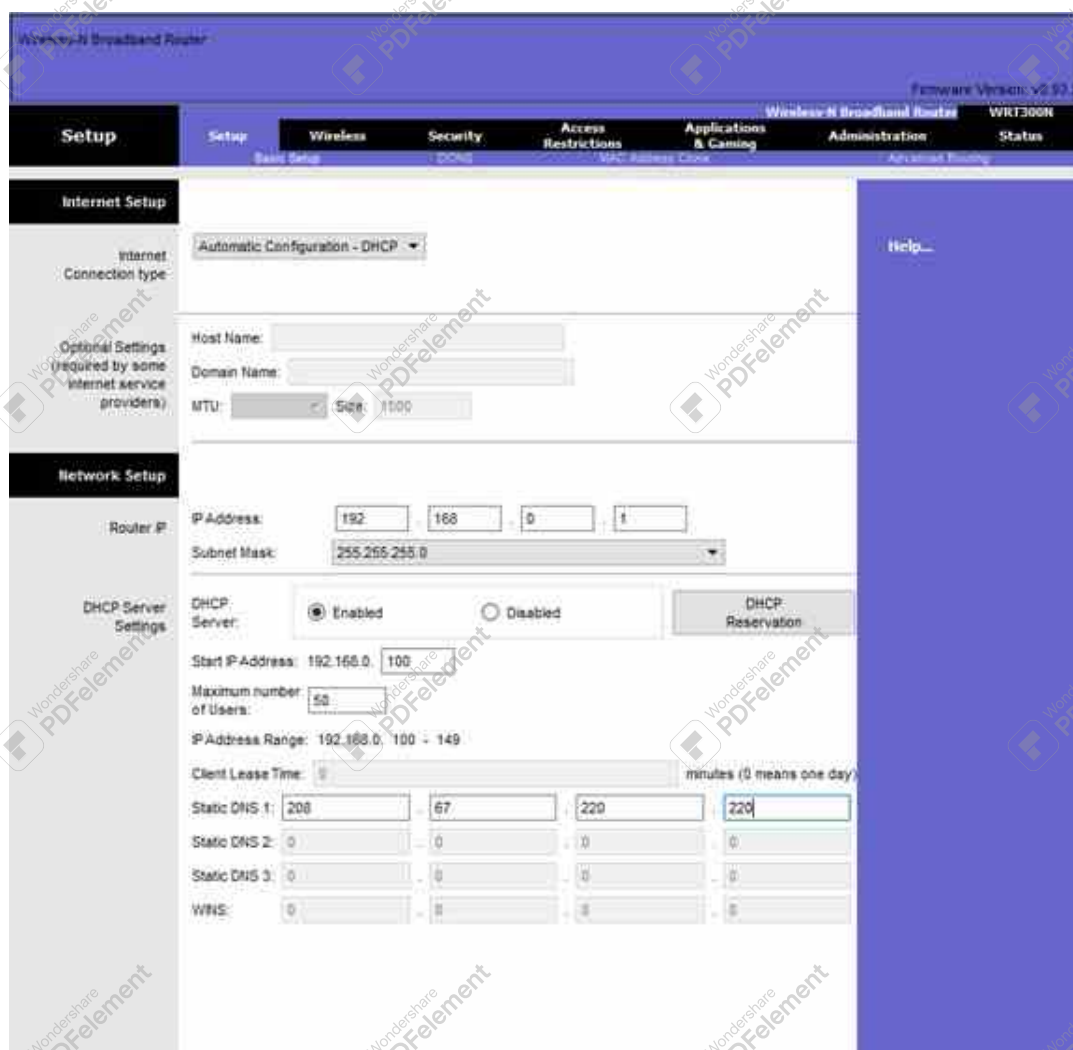 Wireless-N Broadband Router
Firmware Version: v0.93.
Wireless-N Broadband Router WRT300N
Setup
Setup Wireless Security Access Restrictions Applications & Gaming Administration Status
Basic Setup DDNS MAC Address Clone Advanced Routing
Internet Setup
Internet
Connection type
Automatic Configuration - DHCP
Help...
Optional Settings
(required by some
internet service
providers)
Host Name:
Domain Name:
MTU: Size: 1500
Network Setup
Router IP
IP Address: 192 . 168 . 0 . 1
Subnet Mask: 255.255.255.0
DHCP Server
Settings
DHCP
Server:
Enabled Disabled
DHCP
Reservation
Start IP Address: 192.168.0. 100
Maximum number
of Users: 50
IP Address Range: 192.168.0. 100 - 149
Client Lease Time: 0 minutes (0 means one day)
Static DNS 1: 208 . 67 . 220 . 220
Static DNS 2: 0 . 0 . 0 . 0
Static DNS 3: 0 . 0 . 0 . 0
WINS: 0 . 0 . 0 . 0
Wondershare
PDFelement